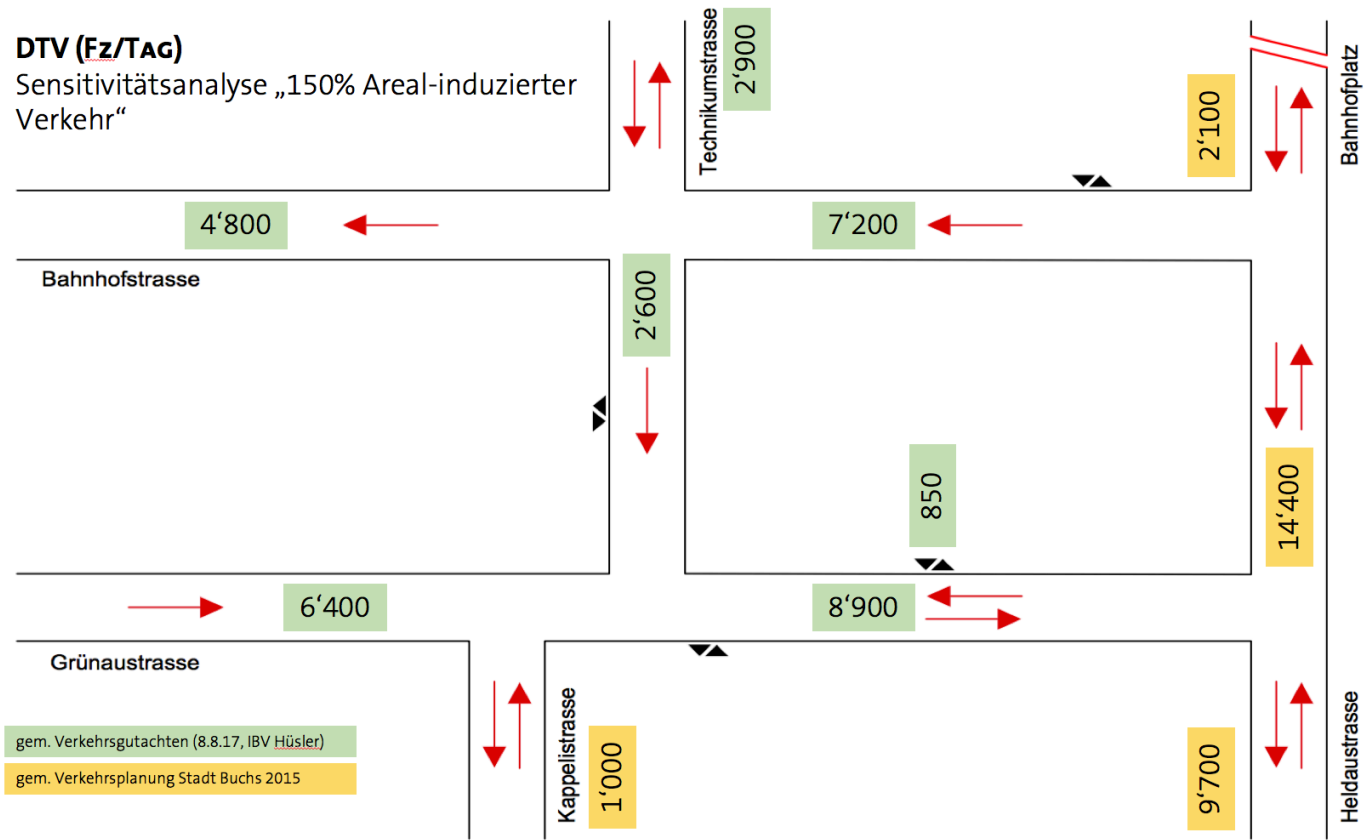 DTV (Fz/Tag)
Sensitivitätsanalyse „150% Areal-induzierter
Verkehr“
Technikumstrasse
2‘900
2‘100
Bahnhofplatz
4‘800
7‘200
Bahnhofstrasse
2‘600
850
14‘400
6‘400
8‘900
Grünaustrasse
Kappelistrasse
1‘000
9‘700
Heldaustrasse
gem. Verkehrsgutachten (8.8.17, IBV Hüsler)
gem. Verkehrsplanung Stadt Buchs 2015